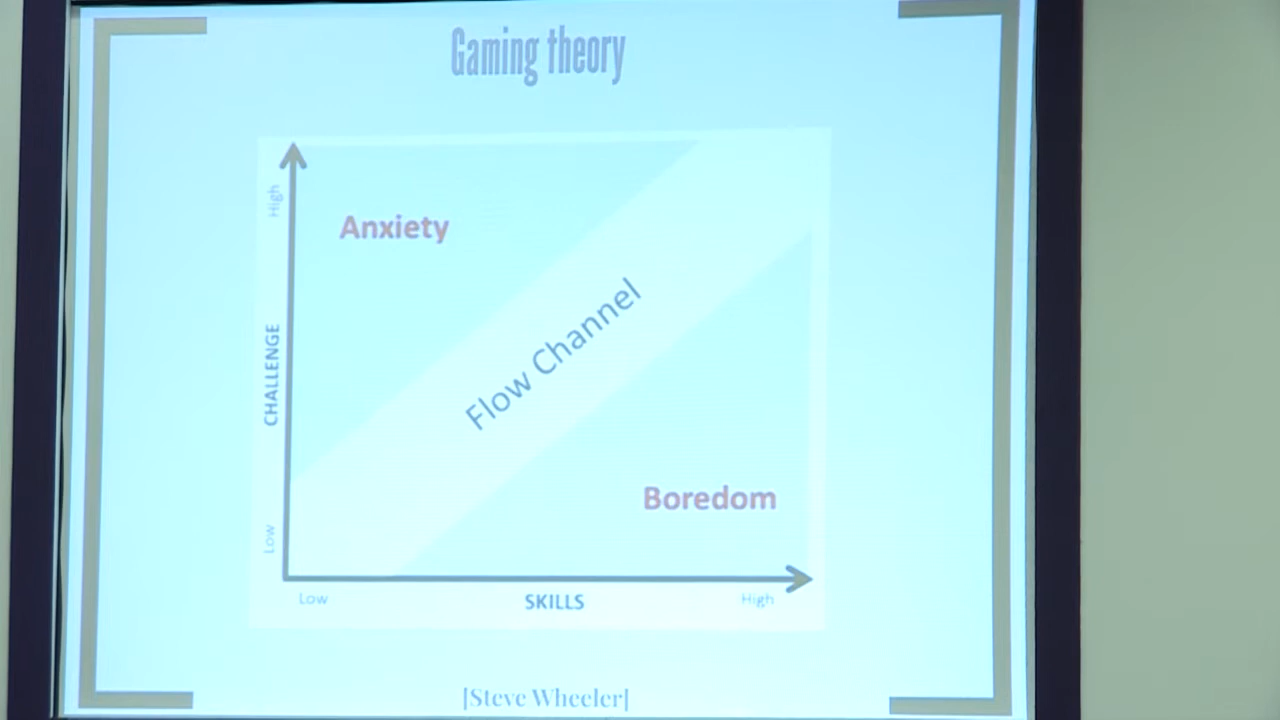 Gaming theory
High
Anxiety
CHALLENGE
Flow Channel
Boredom
Low
Low
SKILLS
High
[Steve Wheeler]